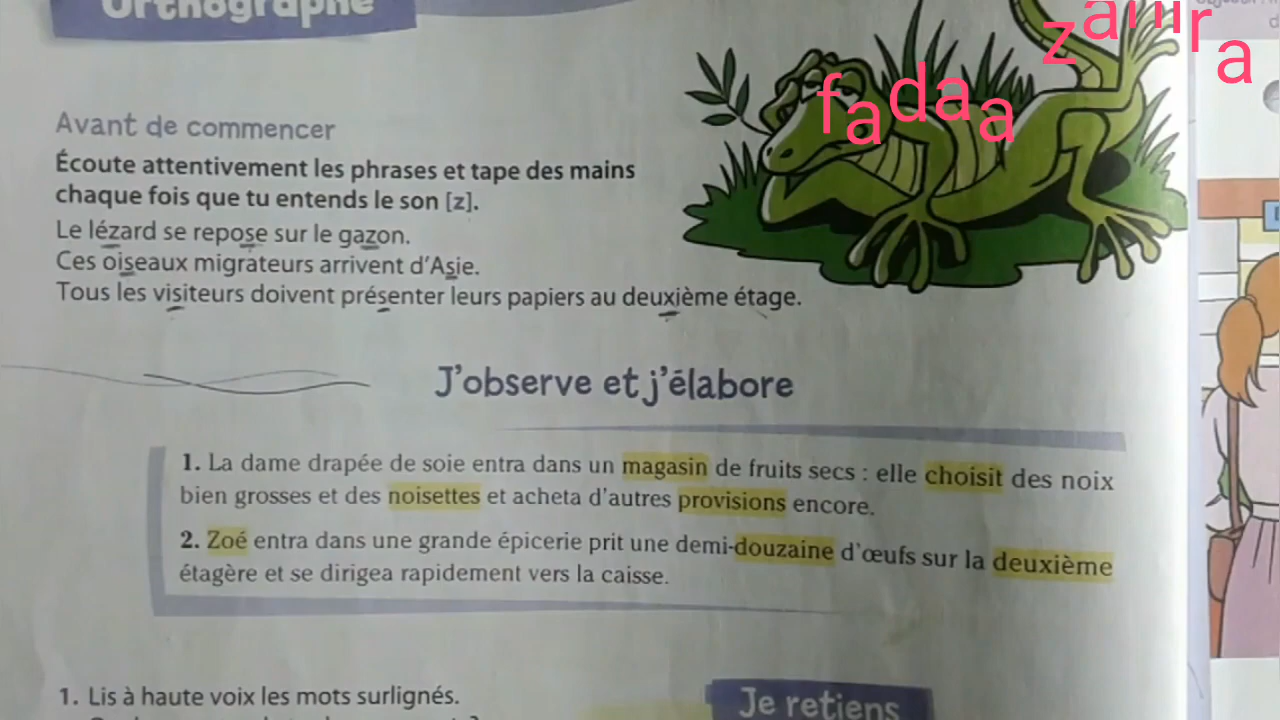 Orthographe
zahira
fadaa
Avant de commencer
Écoute attentivement les phrases et tape des mains
chaque fois que tu entends le son [z].
Le lézard se repose sur le gazon.
Ces oiseaux migrateurs arrivent d'Asie.
Tous les visiteurs doivent présenter leurs papiers au deuxième étage.
J'observe et j'élabore
1. La dame drapée de soie entra dans un magasin de fruits secs : elle choisit des noix
bien grosses et des noisettes et acheta d'autres provisions encore.
2. Zoé entra dans une grande épicerie prit une demi-douzaine d'œufs sur la deuxième
étagère et se dirigea rapidement vers la caisse.
1. Lis à haute voix les mots surlignés.
Je retiens